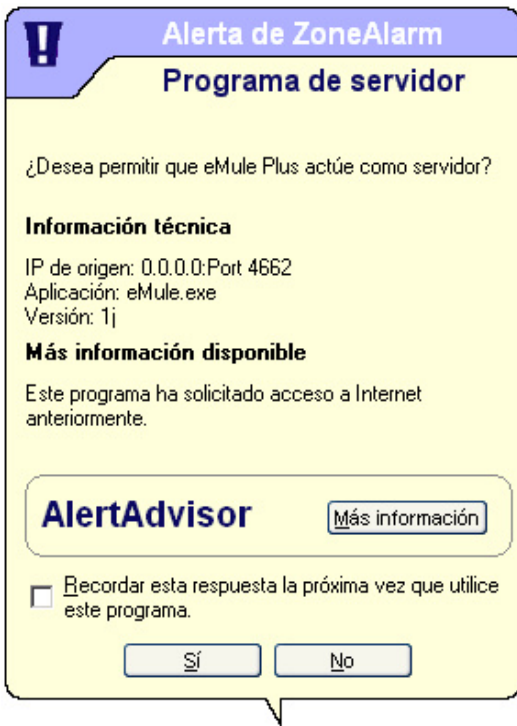 Alerta de ZoneAlarm
Programa de servidor
¿Desea permitir que eMule Plus actúe como servidor?
Información técnica
IP de origen: 0.0.0.0:Port 4662
Aplicación: eMule.exe
Versión: 1j
Más información disponible
Este programa ha solicitado acceso a Internet
anteriormente.
AlertAdvisor
Más información
Recordar esta respuesta la próxima vez que utilice
este programa.
Sí
No